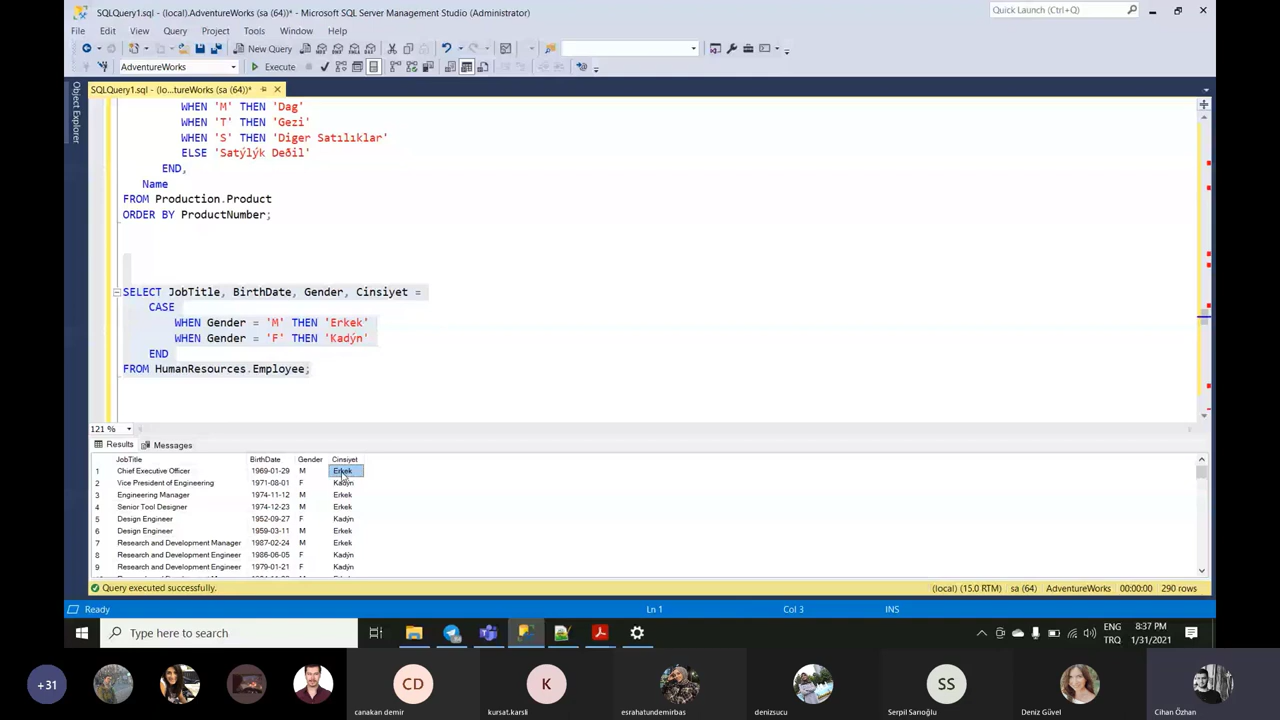 SQLQuery1.sql - (local).AdventureWorks (sa (64))* - Microsoft SQL Server Management Studio (Administrator)
Quick Launch (Ctrl+Q)
File Edit View Query Project Tools Window Help
New Query
AdventureWorks
Execute
Object Explorer
SQLQuery1.sql - (lo...tureWorks (sa (64))*
WHEN 'M' THEN 'Dag'
WHEN 'T' THEN 'Gezi'
WHEN 'S' THEN 'Diger Satılıklar'
ELSE 'Satýlýk Deðil'
END,
Name
FROM Production.Product
ORDER BY ProductNumber;
SELECT JobTitle, BirthDate, Gender, Cinsiyet =
CASE
WHEN Gender = 'M' THEN 'Erkek'
WHEN Gender = 'F' THEN 'Kadýn'
END
FROM HumanResources.Employee;
121 %
Results Messages
JobTitle BirthDate Gender Cinsiyet
1 Chief Executive Officer 1969-01-29 M Erkek
2 Vice President of Engineering 1971-08-01 F Kadýn
3 Engineering Manager 1974-11-12 M Erkek
4 Senior Tool Designer 1974-12-23 M Erkek
5 Design Engineer 1952-09-27 F Kadýn
6 Design Engineer 1959-03-11 M Erkek
7 Research and Development Manager 1987-02-24 M Erkek
8 Research and Development Engineer 1986-06-05 F Kadýn
9 Research and Development Engineer 1979-01-21 F Kadýn
Query executed successfully. (local) (15.0 RTM) sa (64) AdventureWorks 00:00:00 290 rows
Ready Ln 1 Col 3 INS
Type here to search
ENG 8:37 PM
TRQ 1/31/2021
+31 CD K SS
canakan demir kursat.karsli esrahatundemirbas denizsucu Serpil Sarıoğlu Deniz Güvel Cihan Özhan